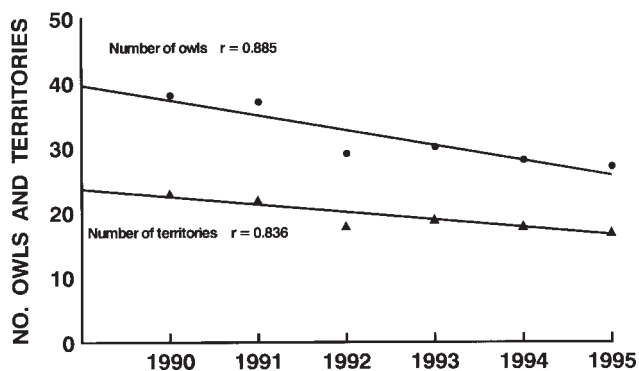 NO. OWLS AND TERRITORIES
50
40
30
20
10
0
Number of owls r = 0.885
Number of territories r = 0.836
1990 1991 1992 1993 1994 1995